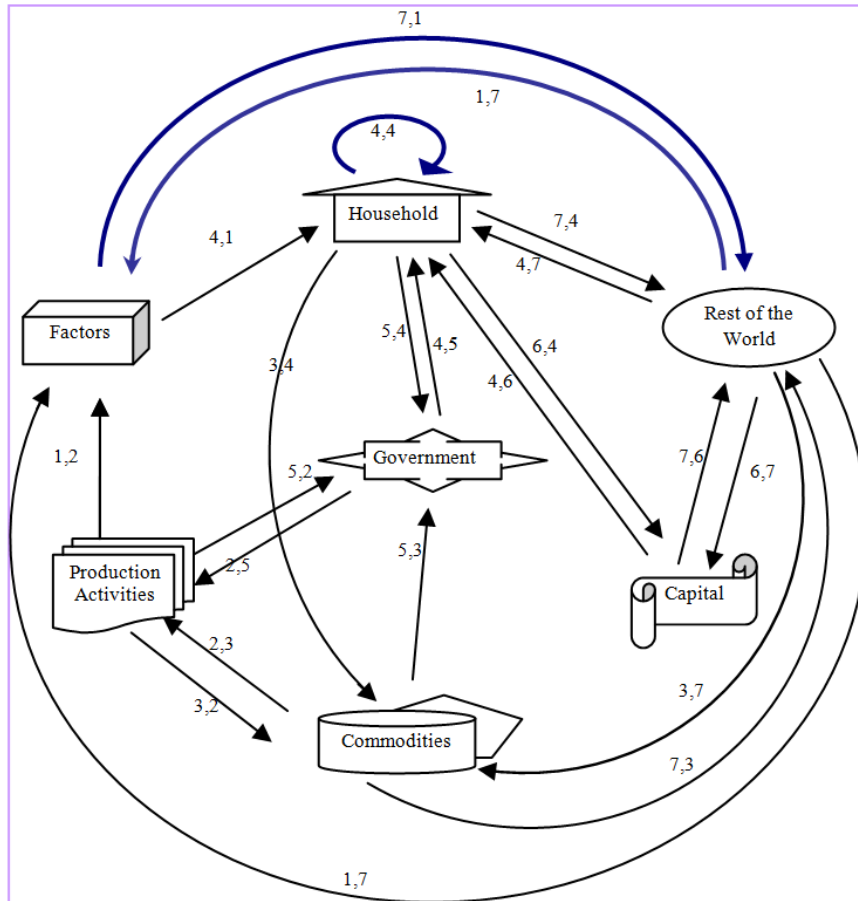 7,1
1,7
4,4
Household
4,1
7,4
4,7
Factors
Rest of the
World
5,4
4,5
6,4
3,4
4,6
1,2
Government
5,2
7,6
6,7
2,5
5,3
Production
Activities
Capital
2,3
3,2
3,7
Commodities
7,3
1,7